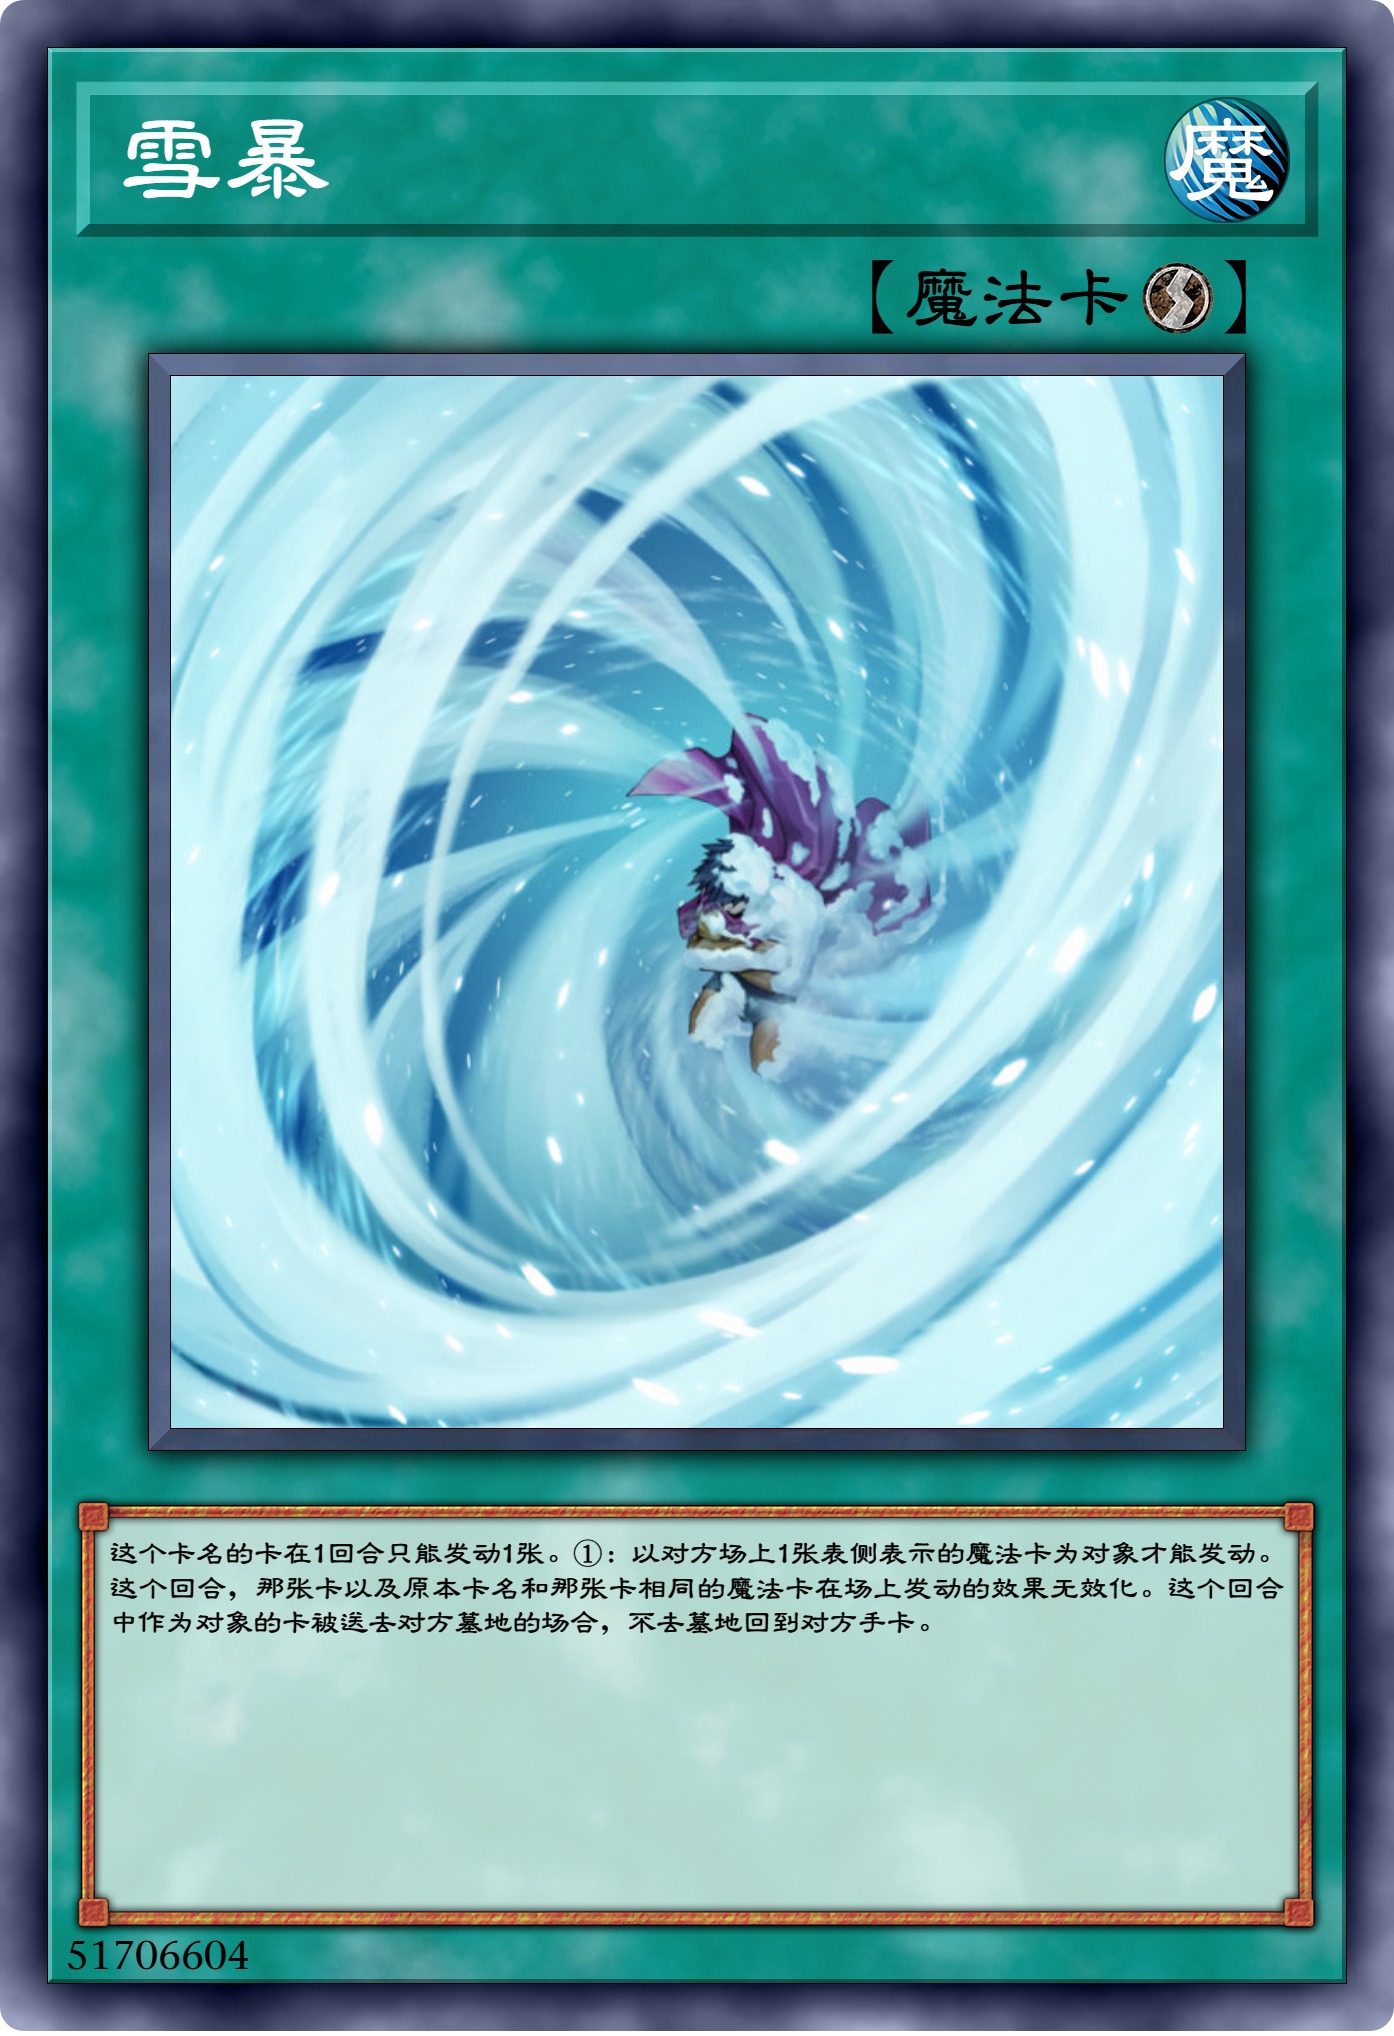 雪暴
魔
【魔法卡】
这个卡名的卡在1回合只能发动1张。①：以对方场上1张表侧表示的魔法卡为对象才能发动。
这个回合，那张卡以及原本卡名和那张卡相同的魔法卡在场上发动的效果无效化。这个回合
中作为对象的卡被送去对方墓地的场合，不去墓地回到对方手卡。
51706604